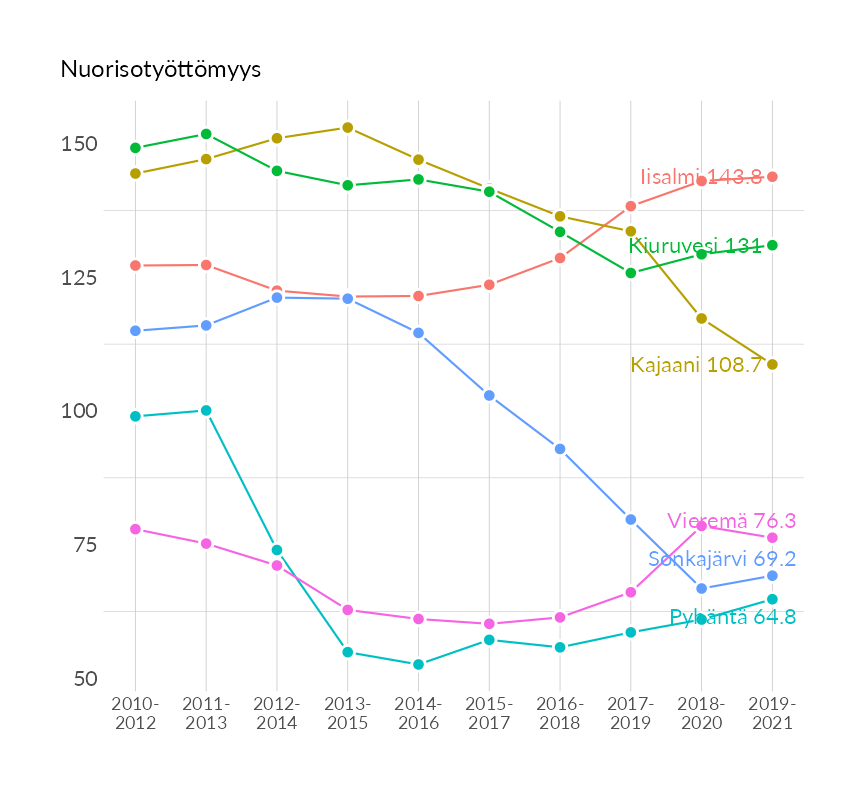 Nuorisotyöttömyys
150
125
100
75
50
Iisalmi 143.8
Kiuruvesi 131
Kajaani 108.7
Vieremä 76.3
Sonkajärvi 69.2
Pyhäntä 64.8
2010- 2011- 2012- 2013- 2014- 2015- 2016- 2017- 2018- 2019-
2012 2013 2014 2015 2016 2017 2018 2019 2020 2021